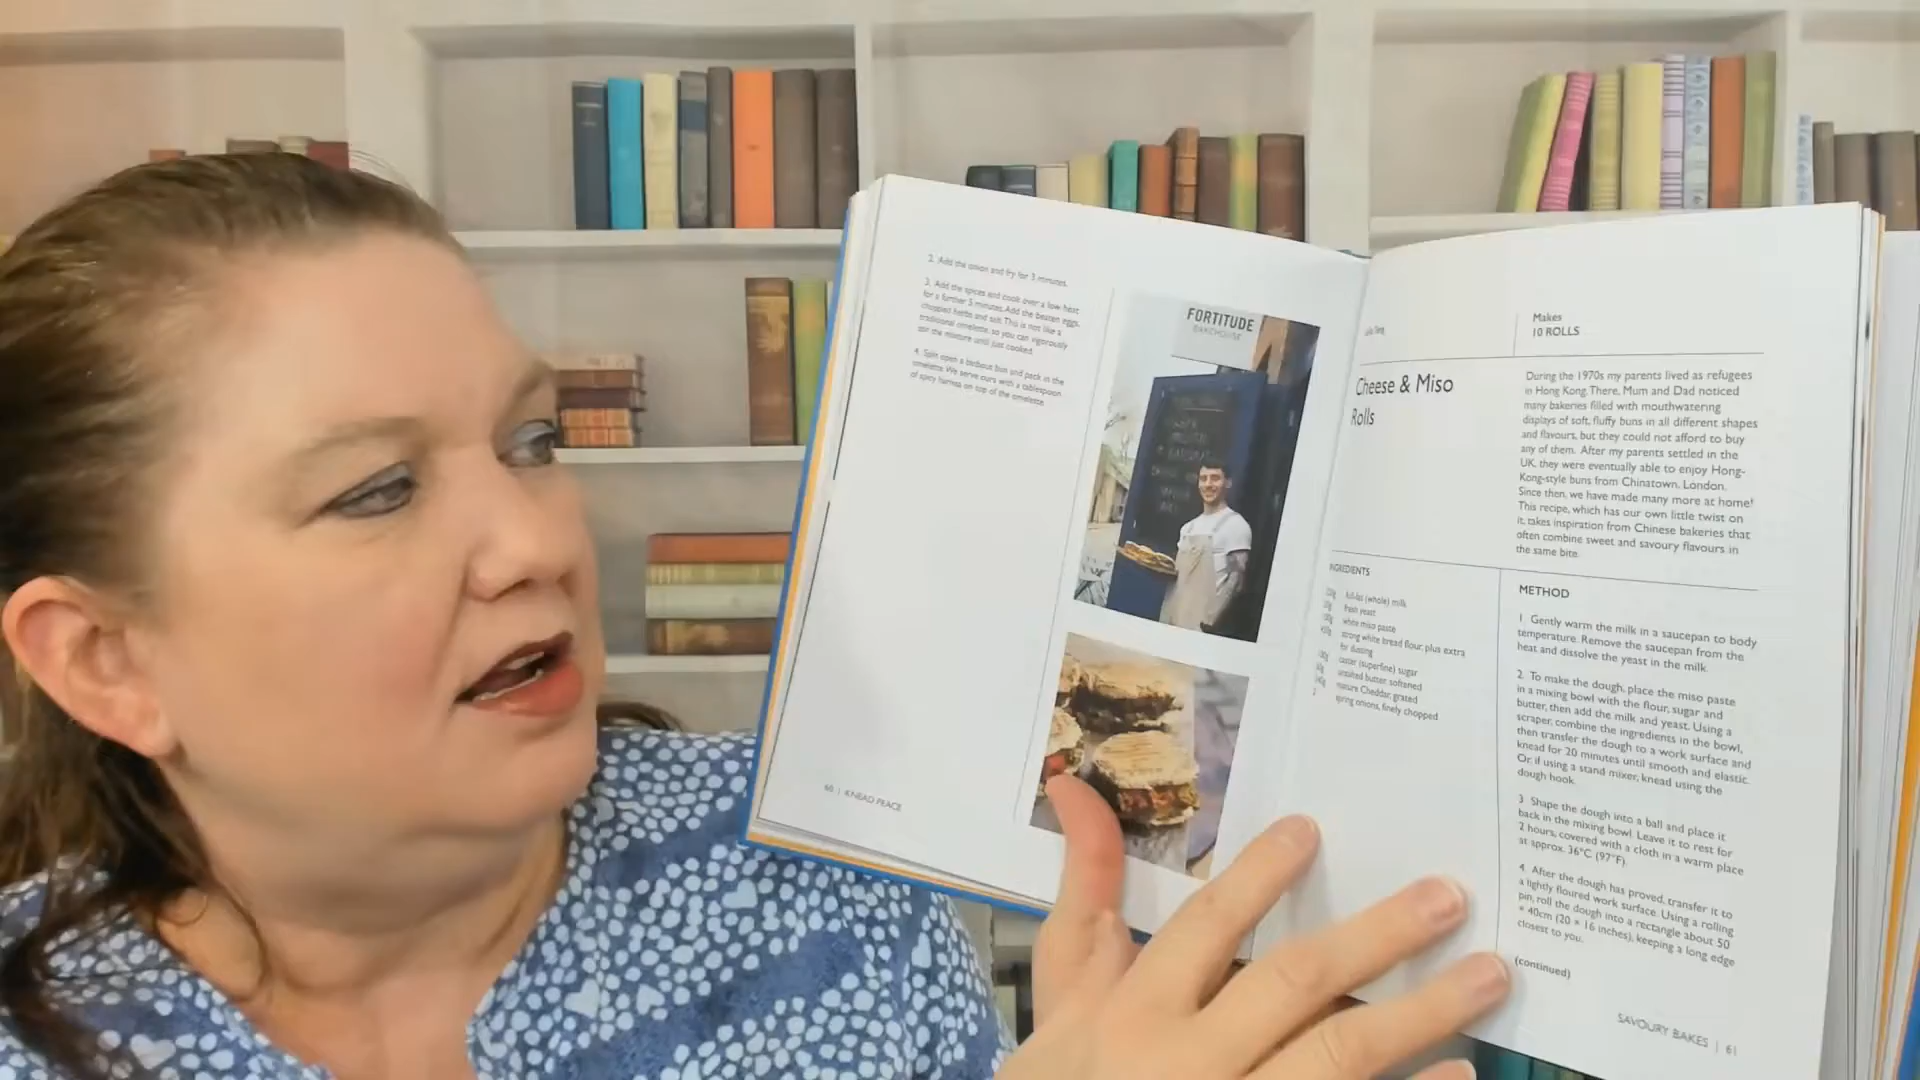 2. Add the onion and fry for 3 minutes.
3. Add the spices and cook over a low heat
for a further 5 minutes. Add the beaten eggs,
chopped herbs and salt. This is not like a
traditional omelette, so you can vigorously
stir the mixture until just cooked.
4. Split open a barbous bun and pack in the
omelette. We serve ours with a tablespoon
of spicy harissa on top of the omelette.
60 | KNEAD PEACE
FORTITUDE
BAKEHOUSE
Makes
10 ROLLS
Cheese & Miso
Rolls
During the 1970s my parents lived as refugees
in Hong Kong. There, Mum and Dad noticed
many bakeries filled with mouthwatering
displays of soft, fluffy buns in all different shapes
and flavours, but they could not afford to buy
any of them. After my parents settled in the
UK, they were eventually able to enjoy Hong-
Kong-style buns from Chinatown, London.
Since then, we have made many more at home!
This recipe, which has our own little twist on
it, takes inspiration from Chinese bakeries that
often combine sweet and savoury flavours in
the same bite.
INGREDIENTS
full-fat (whole) milk
fresh yeast
white miso paste
strong white bread flour, plus extra
for dusting
caster (superfine) sugar
unsalted butter, softened
mature Cheddar, grated
spring onions, finely chopped
METHOD
1 Gently warm the milk in a saucepan to body
temperature. Remove the saucepan from the
heat and dissolve the yeast in the milk.
2. To make the dough, place the miso paste
in a mixing bowl with the flour, sugar and
butter, then add the milk and yeast. Using a
scraper, combine the ingredients in the bowl,
then transfer the dough to a work surface and
knead for 20 minutes until smooth and elastic.
Or if using a stand mixer, knead using the
dough hook.
3 Shape the dough into a ball and place it
back in the mixing bowl. Leave it to rest for
2 hours, covered with a cloth in a warm place
at approx. 36°C (97°F).
4. After the dough has proved, transfer it to
a lightly floured work surface. Using a rolling
pin, roll the dough into a rectangle about 50
× 40cm (20 × 16 inches), keeping a long edge
closest to you.
(continued)
SAVOURY BAKES | 61